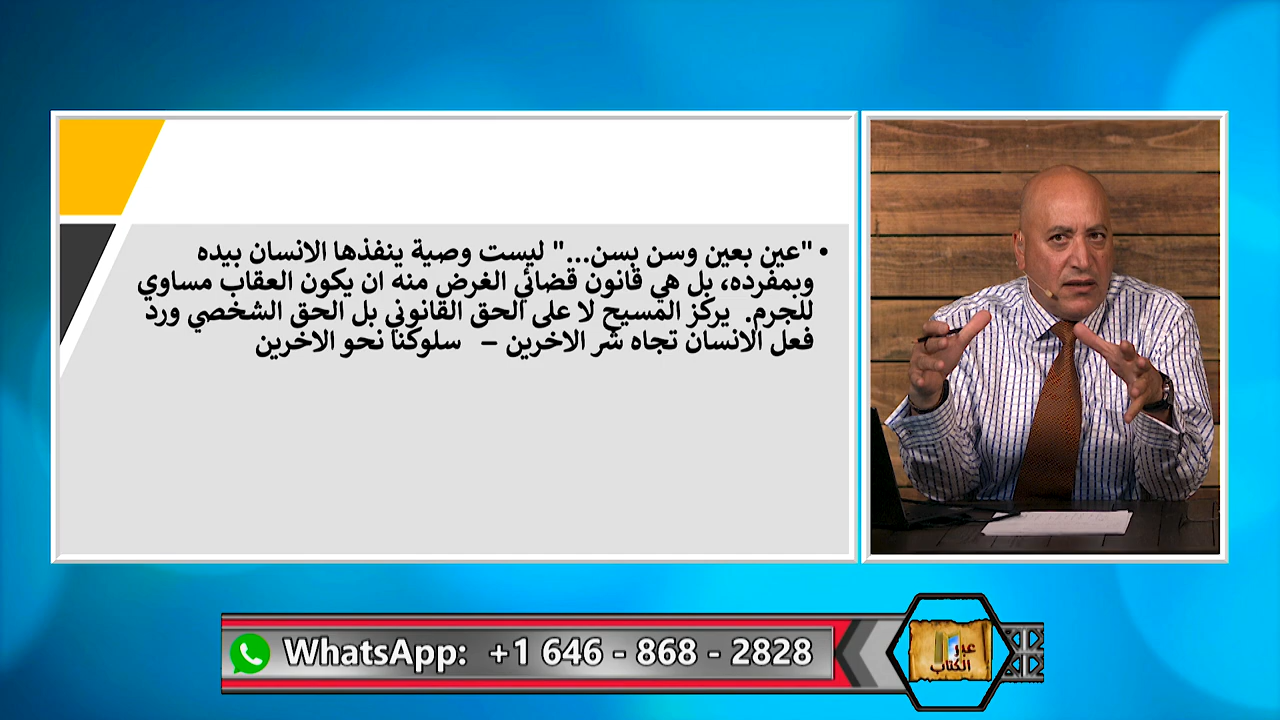 • "عين بعين وسن بسن..." ليست وصية ينفذها الانسان بيده
وبمفرده، بل هي قانون قضائي الغرض منه ان يكون العقاب مساوي
للجرم. يركز المسيح لا على الحق القانوني بل الحق الشخصي ورد
فعل الانسان تجاه شر الاخرين – سلوكنا نحو الاخرين
WhatsApp: +1 646 - 868 - 2828
عبر
الكتاب